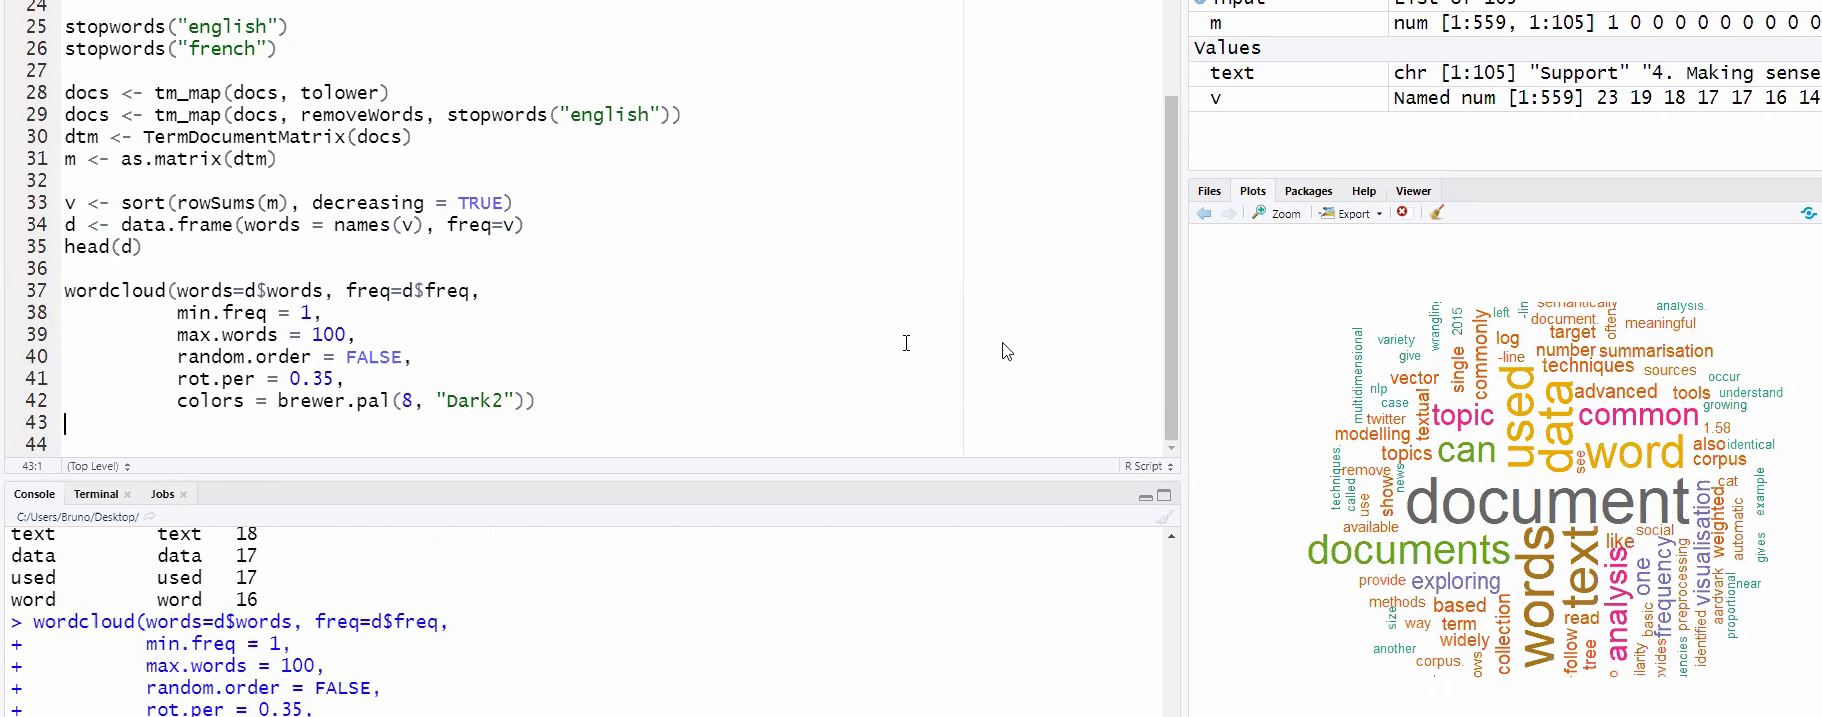 24
25 stopwords("english")
26 stopwords("french")
27
28 docs <- tm_map(docs, tolower)
29 docs <- tm_map(docs, removeWords, stopwords("english"))
30 dtm <- TermDocumentMatrix(docs)
31 m <- as.matrix(dtm)
32
33 v <- sort(rowSums(m), decreasing = TRUE)
34 d <- data.frame(words = names(v), freq=v)
35 head(d)
36
37 wordcloud(words=d$words, freq=d$freq,
38 min.freq = 1,
39 max.words = 100,
40 random.order = FALSE,
41 rot.per = 0.35,
42 colors = brewer.pal(8, "Dark2"))
43
44
43:1 (Top Level) R Script
Console Terminal Jobs
C:/Users/Bruno/Desktop/
text text 18
data data 17
used used 17
word word 16
> wordcloud(words=d$words, freq=d$freq,
+ min.freq = 1,
+ max.words = 100,
+ random.order = FALSE,
+ rot.per = 0.35,
m num [1:559, 1:105] 1 0 0 0 0 0 0 0 0 0
Values
text chr [1:105] "Support" "4. Making sense
v Named num [1:559] 23 19 18 17 17 16 14
Files Plots Packages Help Viewer
Zoom Export
semantically
analysis.
left
-lin
document.
often
meaningful
wrangling
2015
commonly
target
variety
log
number
summarisation
give
-line
techniques
sources
multidimensional
single
vector
occur
nlp
used
data
advanced
tools
understand
case
textual
growing
twitter
topic
common
1.58
modelling
can
word
also
identical
topics
see
corpus
techniques.
remove
news
cat
called
use
shows
document
example
available
visualisation
weighted
automatic
social
documents
words
text
like
gives
provide
exploring
analysis
one
frequency
preprocessing
near
methods
based
aardvark
proportional
size
way
term
collection
read
basic
identified
widely
follow
tree
another
corpus.
ows
ilarity
ovides
uencies